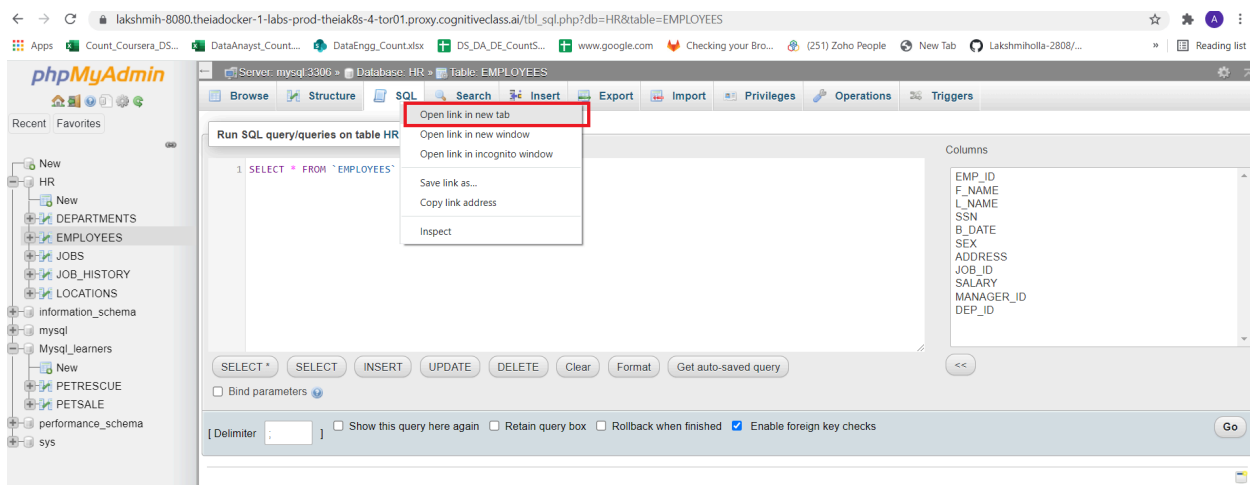 lakshmih-8080.theiadocker-1-labs-prod-theiak8s-4-tor01.proxy.cognitiveclass.ai/tbl_sql.php?db=HR&table=EMPLOYEES
A
Apps Count_Coursera_DS... DataAnayst_Count.... DataEngg_Count.xlsx DS_DA_DE_CountS... www.google.com Checking your Bro... (251) Zoho People New Tab Lakshmiholla-2808/... » Reading list
phpMyAdmin
Recent Favorites
New
HR
New
DEPARTMENTS
EMPLOYEES
JOBS
JOB_HISTORY
LOCATIONS
information_schema
mysql
Mysql_learners
New
PETRESCUE
PETSALE
performance_schema
sys
Server: mysql:3306 » Database: HR » Table: EMPLOYEES
Browse Structure SQL Search Insert Export Import Privileges Operations Triggers
Run SQL query/queries on table HR
1 SELECT * FROM `EMPLOYEES`
Open link in new tab
Open link in new window
Open link in incognito window
Save link as...
Copy link address
Inspect
Columns
EMP_ID
F_NAME
L_NAME
SSN
B_DATE
SEX
ADDRESS
JOB_ID
SALARY
MANAGER_ID
DEP_ID
SELECT * SELECT INSERT UPDATE DELETE Clear Format Get auto-saved query <<
Bind parameters
[ Delimiter ; ] Show this query here again Retain query box Rollback when finished Enable foreign key checks Go